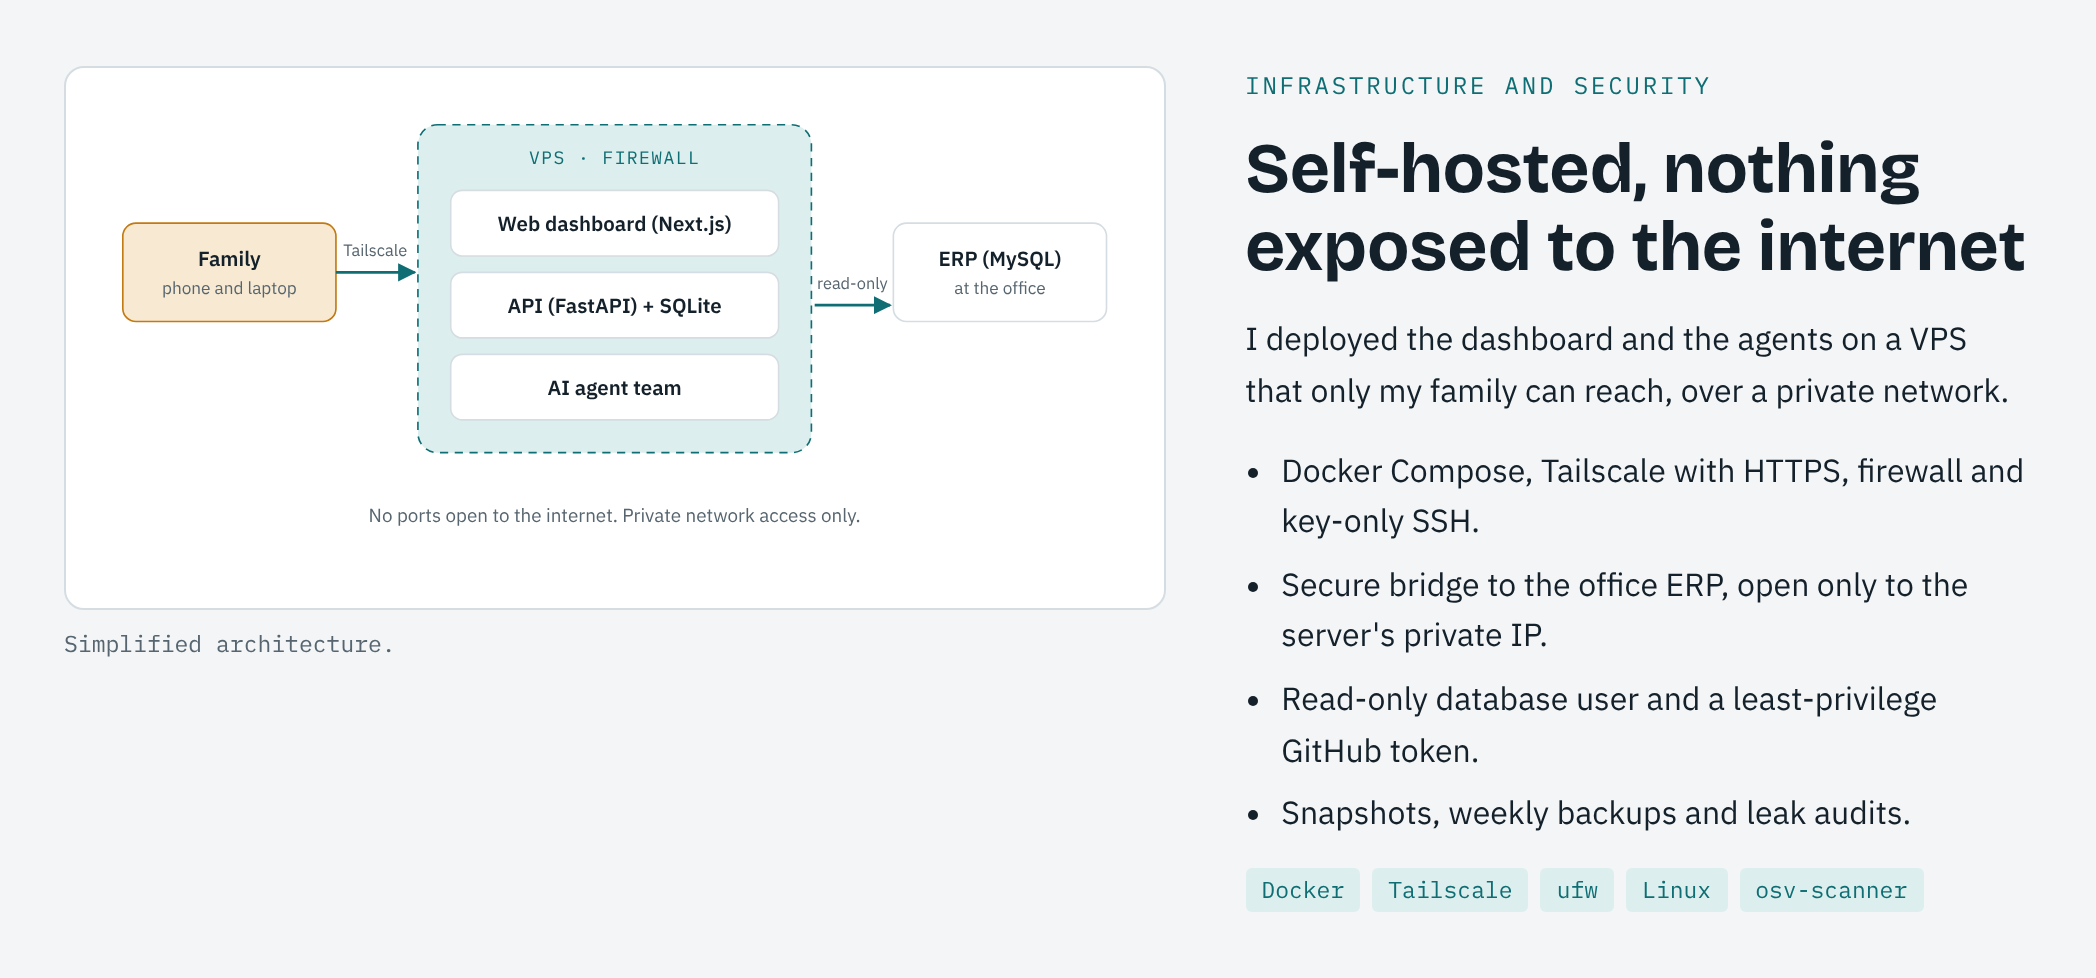 VPS · FIREWALL
Web dashboard (Next.js)
Family
phone and laptop
Tailscale
API (FastAPI) + SQLite
read-only
ERP (MySQL)
at the office
AI agent team
No ports open to the internet. Private network access only.
Simplified architecture.
INFRASTRUCTURE AND SECURITY
Self-hosted, nothing
exposed to the internet
I deployed the dashboard and the agents on a VPS
that only my family can reach, over a private network.
• Docker Compose, Tailscale with HTTPS, firewall and
key-only SSH.
• Secure bridge to the office ERP, open only to the
server's private IP.
• Read-only database user and a least-privilege
GitHub token.
• Snapshots, weekly backups and leak audits.
Docker Tailscale ufw Linux osv-scanner